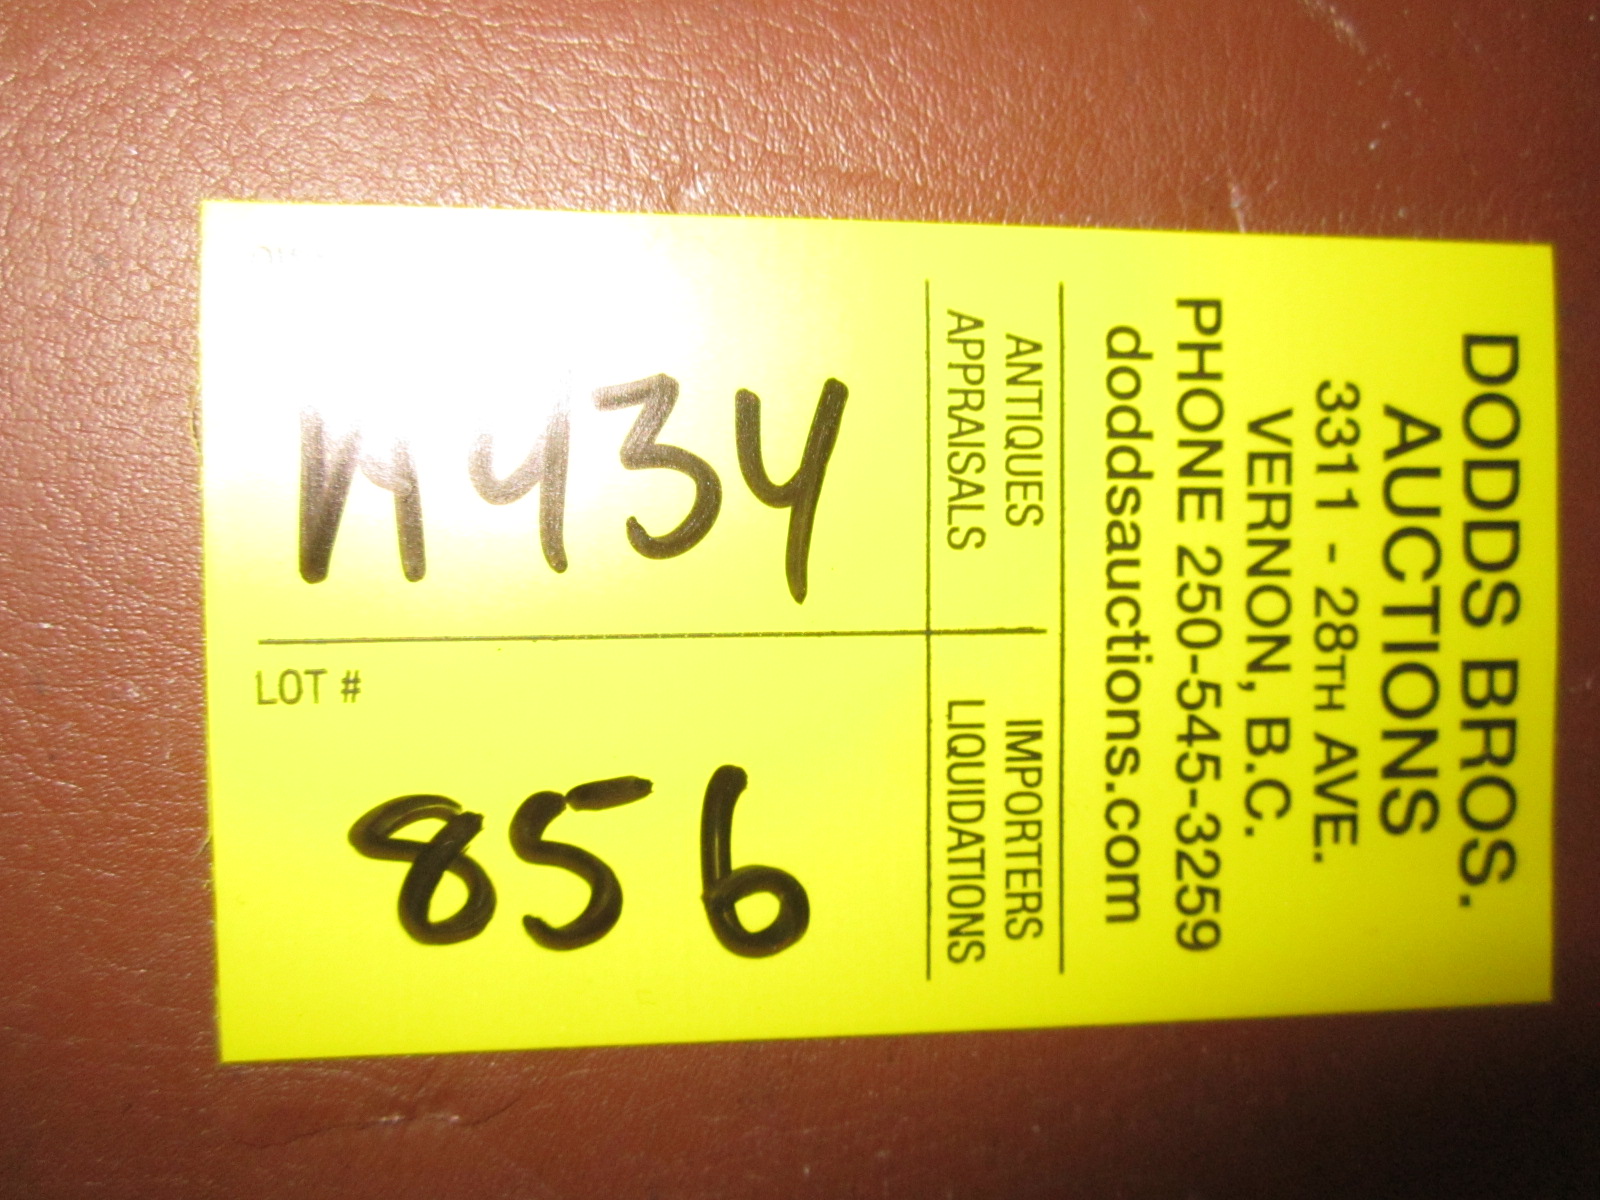 DODDS BROS.
AUCTIONS
3311 - 28TH AVE.
VERNON, B.C.
PHONE 250-545-3259
doddsauctions.com
ANTIQUES IMPORTERS
APPRAISALS LIQUIDATIONS
M434
LOT #
856